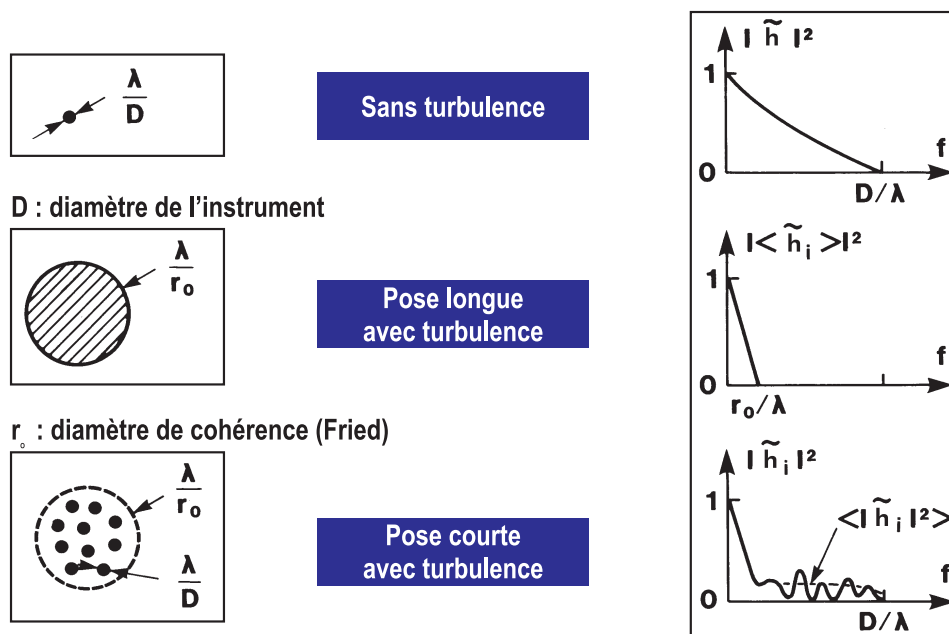 λ
D
Sans turbulence
D : diamètre de l'instrument
λ
r₀
Pose longue
avec turbulence
r₀ : diamètre de cohérence (Fried)
λ
r₀
λ
D
Pose courte
avec turbulence
| h̃ |²
1
0
f
D/λ
|< h̃ᵢ >|²
1
0
f
r₀/λ
| h̃ᵢ |²
1
<| h̃ᵢ |²>
0
f
D/λ